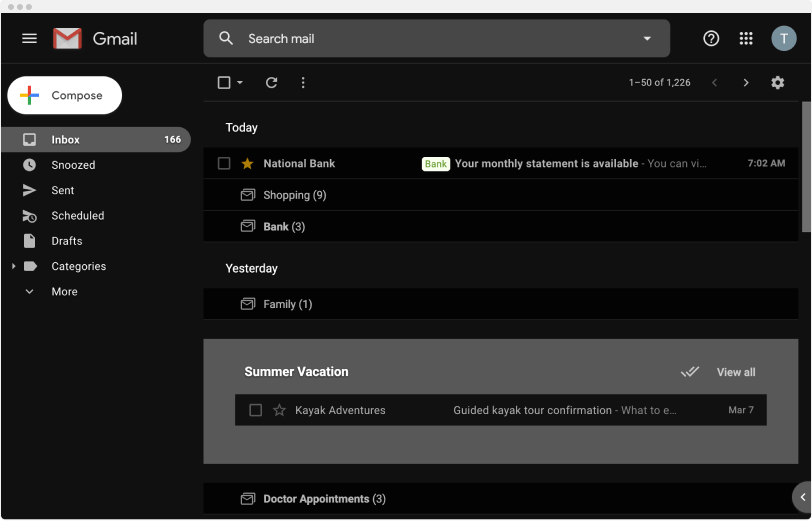 Gmail
Search mail
T
Compose
1–50 of 1,226
Inbox 166
Snoozed
Sent
Scheduled
Drafts
Categories
More
Today
National Bank Bank Your monthly statement is available - You can vi... 7:02 AM
Shopping (9)
Bank (3)
Yesterday
Family (1)
Summer Vacation View all
Kayak Adventures Guided kayak tour confirmation - What to e... Mar 7
Doctor Appointments (3)